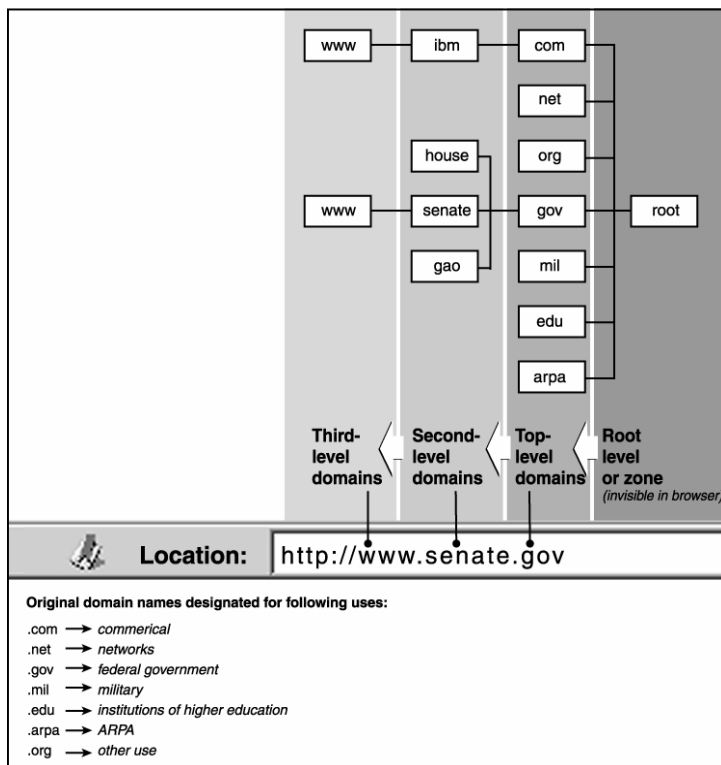 www ibm com
net
house org
www senate gov root
gao mil
edu
arpa
Third-level domains
Second-level domains
Top-level domains
Root level or zone
(invisible in browser)
Location: http://www.senate.gov
Original domain names designated for following uses:
.com → commerical
.net → networks
.gov → federal government
.mil → military
.edu → institutions of higher education
.arpa → ARPA
.org → other use